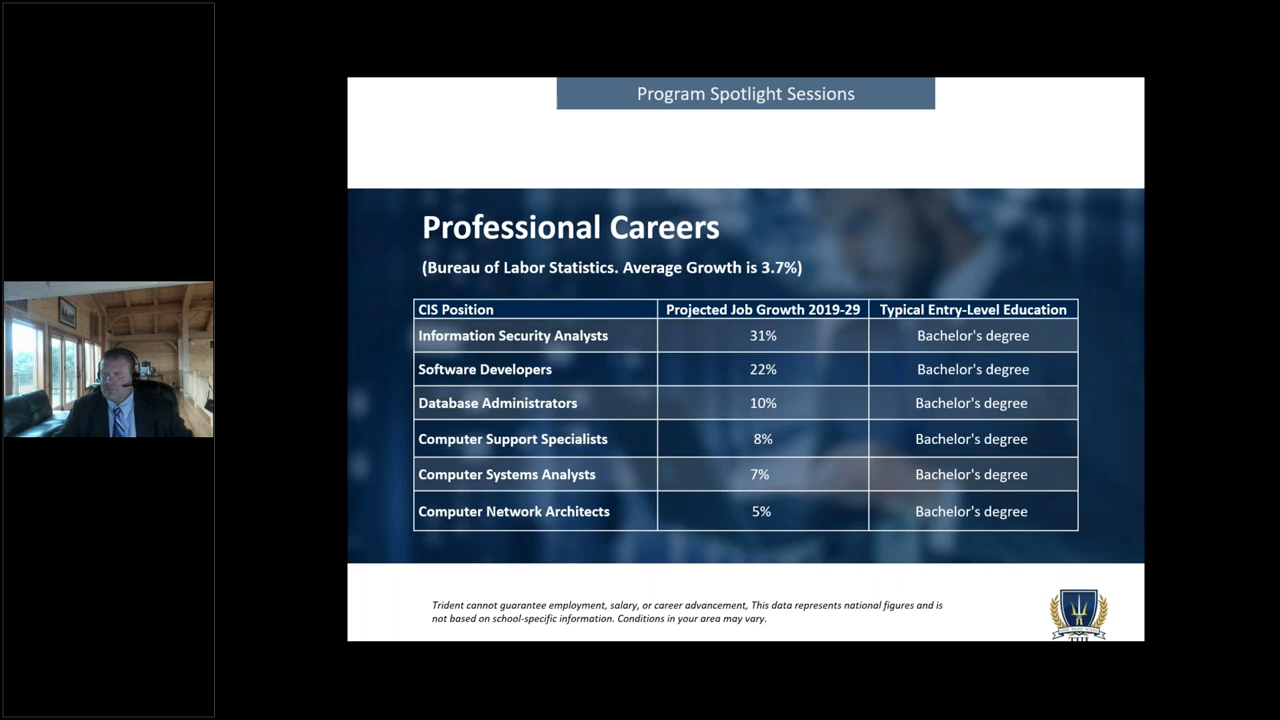 Program Spotlight Sessions
Professional Careers
(Bureau of Labor Statistics. Average Growth is 3.7%)
CIS Position Projected Job Growth 2019-29 Typical Entry-Level Education
Information Security Analysts 31% Bachelor's degree
Software Developers 22% Bachelor's degree
Database Administrators 10% Bachelor's degree
Computer Support Specialists 8% Bachelor's degree
Computer Systems Analysts 7% Bachelor's degree
Computer Network Architects 5% Bachelor's degree
Trident cannot guarantee employment, salary, or career advancement, This data represents national figures and is
not based on school-specific information. Conditions in your area may vary.